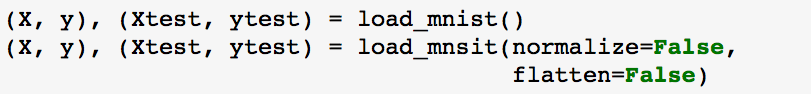 (X, y), (Xtest, ytest) = load_mnist()
(X, y), (Xtest, ytest) = load_mnsit(normalize=False,
flatten=False)